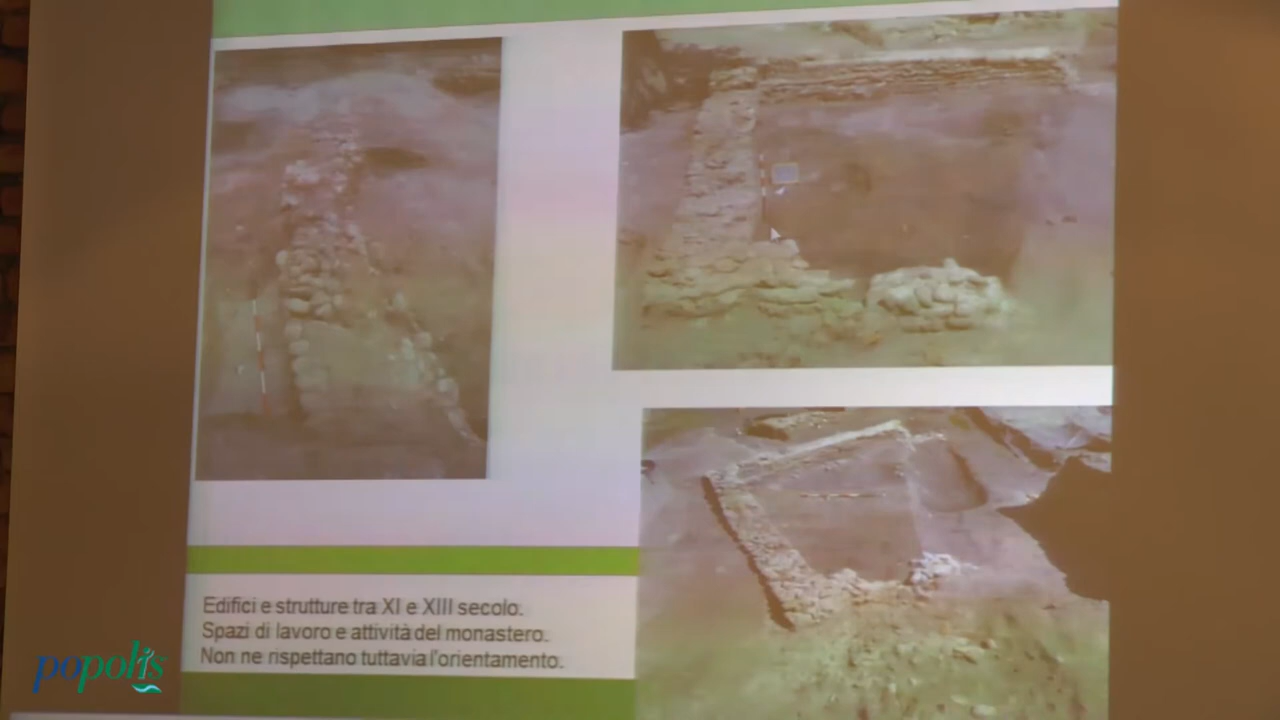 Edifici e strutture tra XI e XIII secolo.
Spazi di lavoro e attività del monastero.
Non ne rispettano tuttavia l'orientamento.
popolis